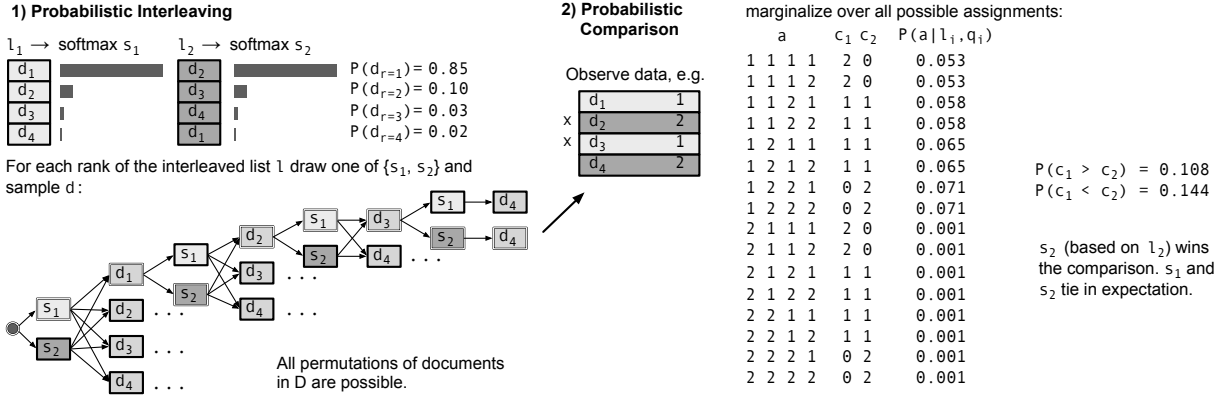 1) Probabilistic Interleaving
l1 → softmax s1
l2 → softmax s2
d1
d2
d3
d4
d2
d3
d4
d1
P(dr=1)= 0.85
P(dr=2)= 0.10
P(dr=3)= 0.03
P(dr=4)= 0.02
For each rank of the interleaved list l draw one of {s1, s2} and
sample d:
s1
s2
d1
d2 ...
d3 ...
d4 ...
s1
s2
d2
d3 ...
d4 ...
s1
s2
d3
d4 ...
s1
s2
d4
d4
All permutations of documents
in D are possible.
2) Probabilistic
Comparison
Observe data, e.g.
d1 1
x d2 2
x d3 1
d4 2
marginalize over all possible assignments:
a c1 c2 P(a|li,qi)
1 1 1 1 2 0 0.053
1 1 1 2 2 0 0.053
1 1 2 1 1 1 0.058
1 1 2 2 1 1 0.058
1 2 1 1 1 1 0.065
1 2 1 2 1 1 0.065
1 2 2 1 0 2 0.071
1 2 2 2 0 2 0.071
2 1 1 1 2 0 0.001
2 1 1 2 2 0 0.001
2 1 2 1 1 1 0.001
2 1 2 2 1 1 0.001
2 2 1 1 1 1 0.001
2 2 1 2 1 1 0.001
2 2 2 1 0 2 0.001
2 2 2 2 0 2 0.001
P(c1 > c2) = 0.108
P(c1 < c2) = 0.144
s2 (based on l2) wins
the comparison. s1 and
s2 tie in expectation.